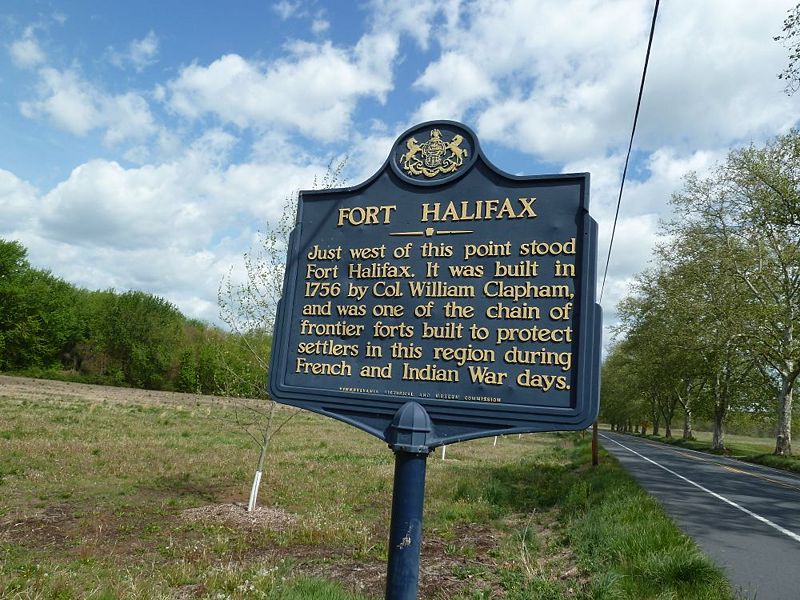 FORT HALIFAX
Just west of this point stood
Fort Halifax. It was built in
1756 by Col. William Clapham,
and was one of the chain of
frontier forts built to protect
settlers in this region during
French and Indian War days.
PENNSYLVANIA HISTORICAL AND MUSEUM COMMISSION